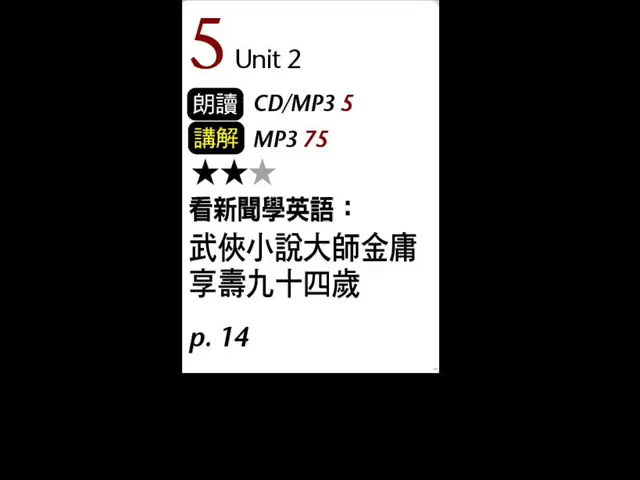 5 Unit 2
朗讀 CD/MP3 5
講解 MP3 75
★★★
看新聞學英語：
武俠小說大師金庸
享壽九十四歲
p. 14